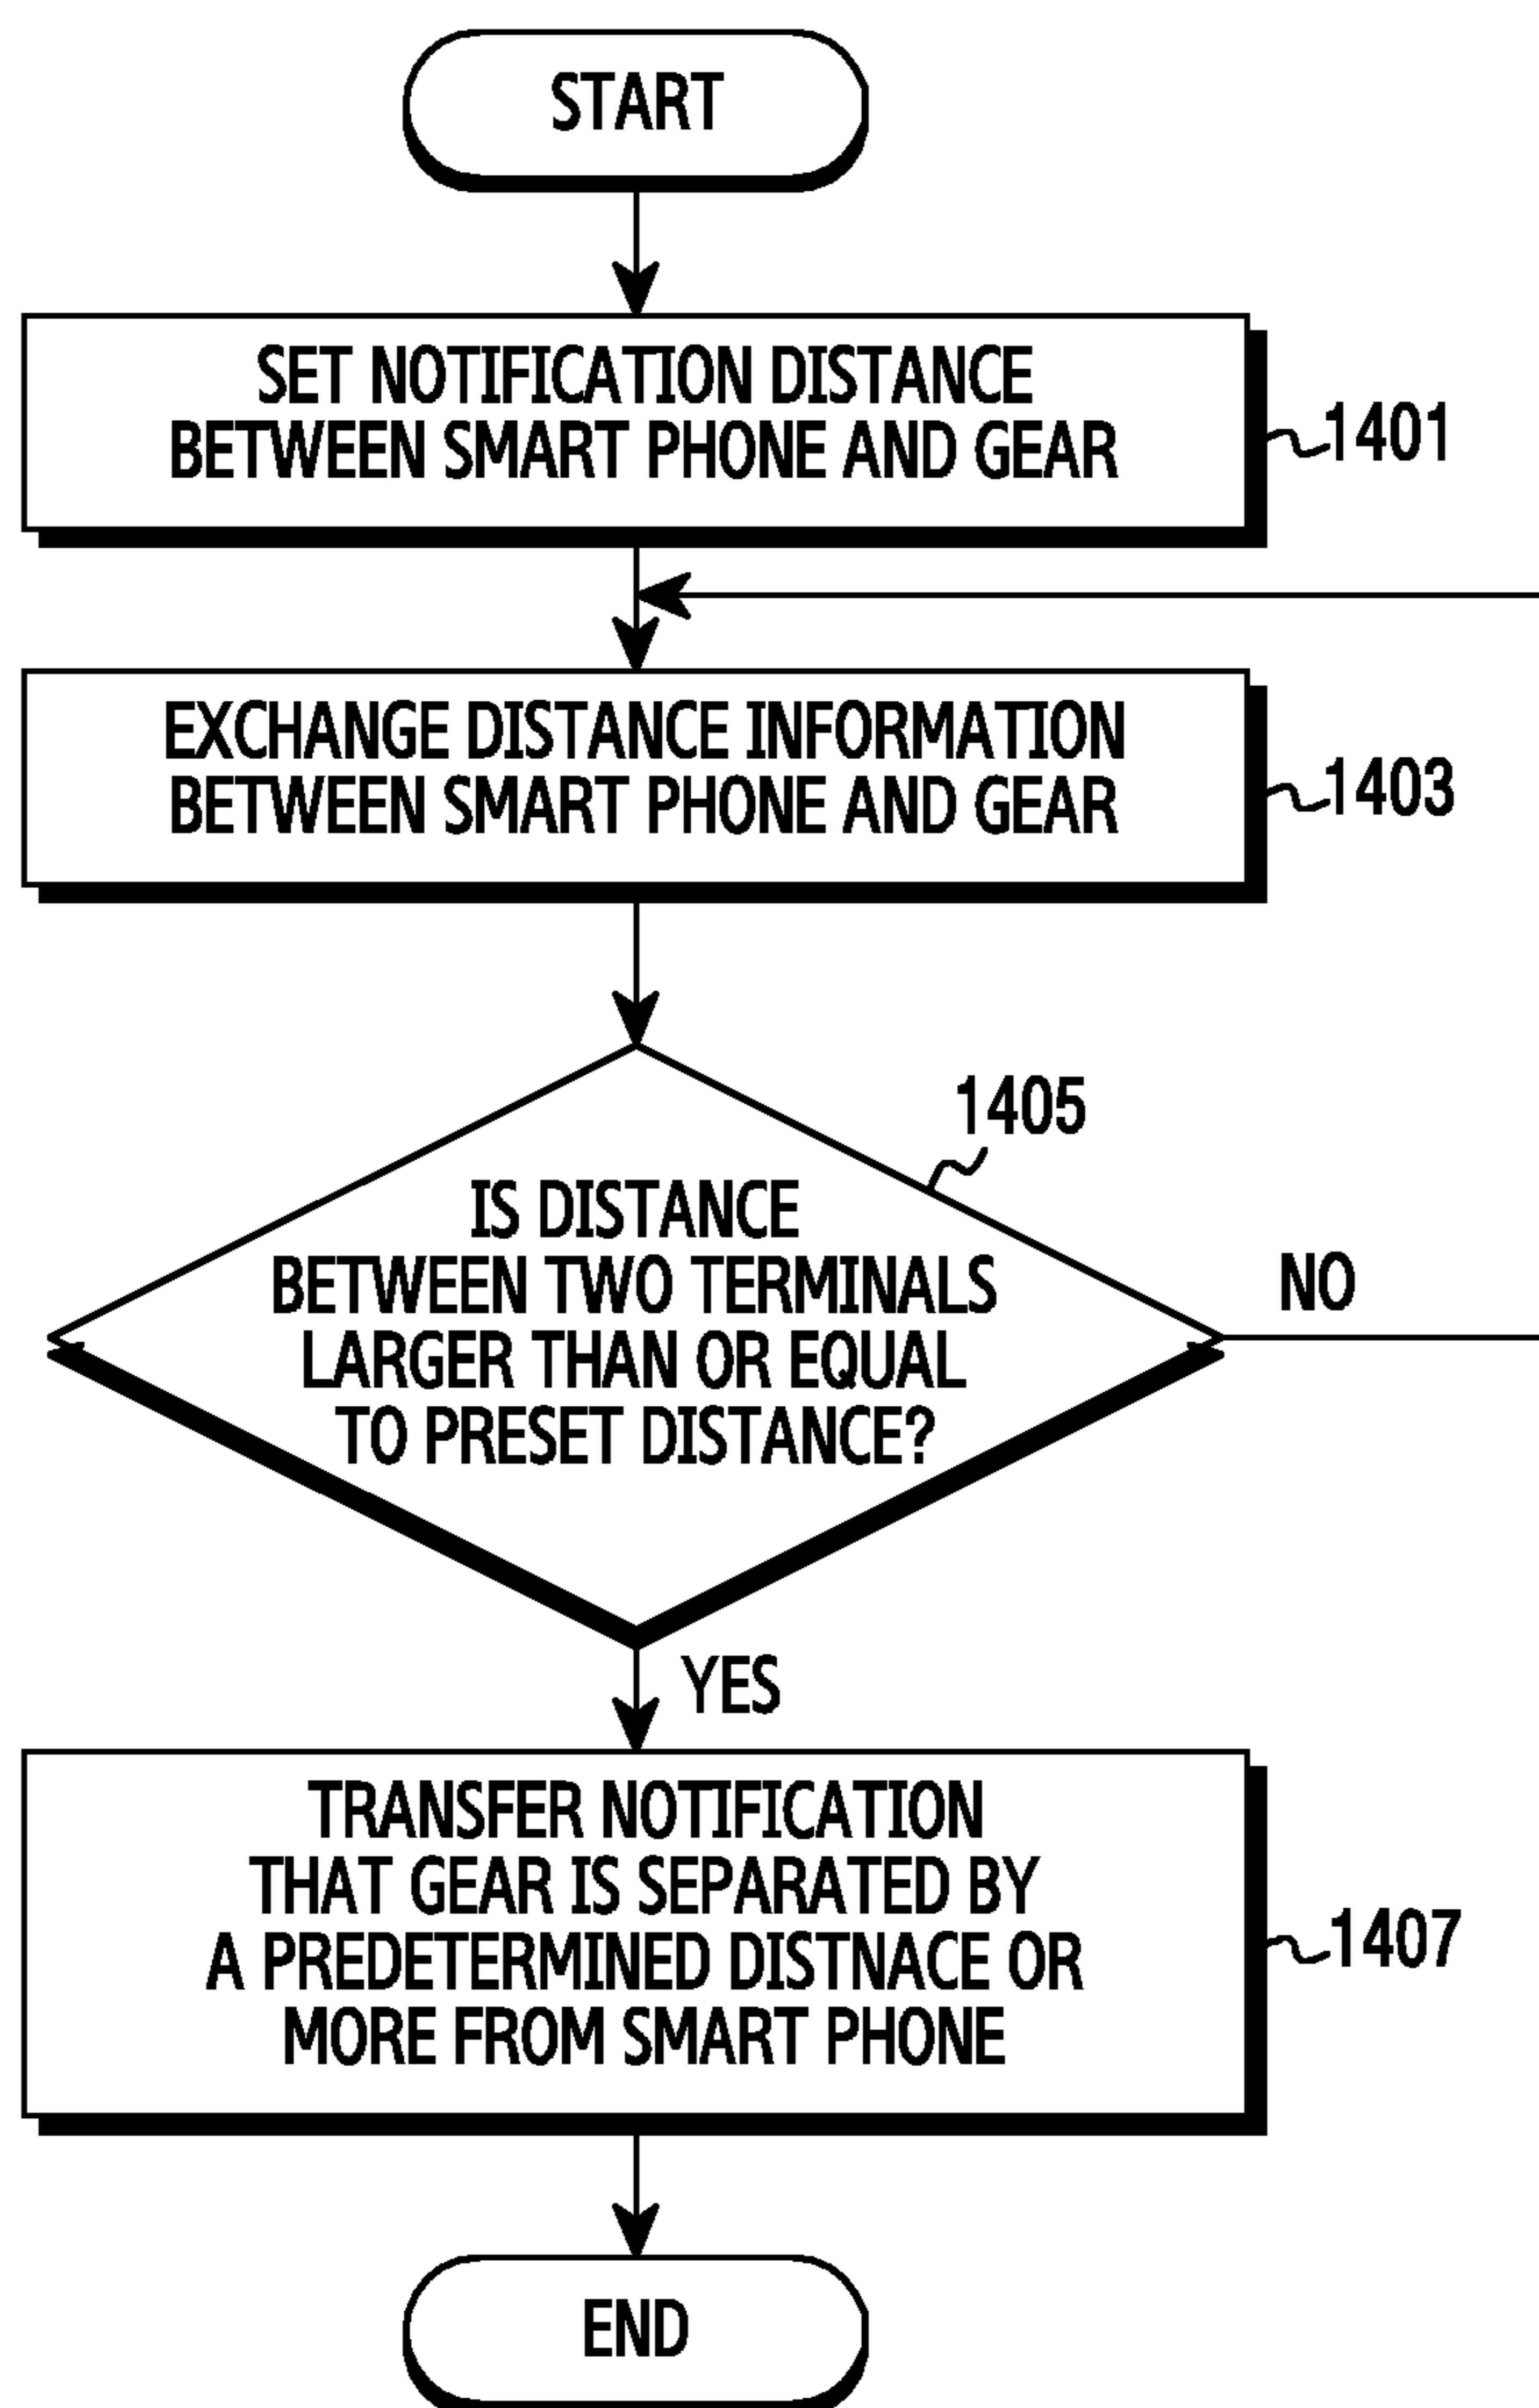 START
SET NOTIFICATION DISTANCE
BETWEEN SMART PHONE AND GEAR
1401
EXCHANGE DISTANCE INFORMATION
BETWEEN SMART PHONE AND GEAR
1403
1405
IS DISTANCE
BETWEEN TWO TERMINALS
LARGER THAN OR EQUAL
TO PRESET DISTANCE?
NO
YES
TRANSFER NOTIFICATION
THAT GEAR IS SEPARATED BY
A PREDETERMINED DISTNACE OR
MORE FROM SMART PHONE
1407
END